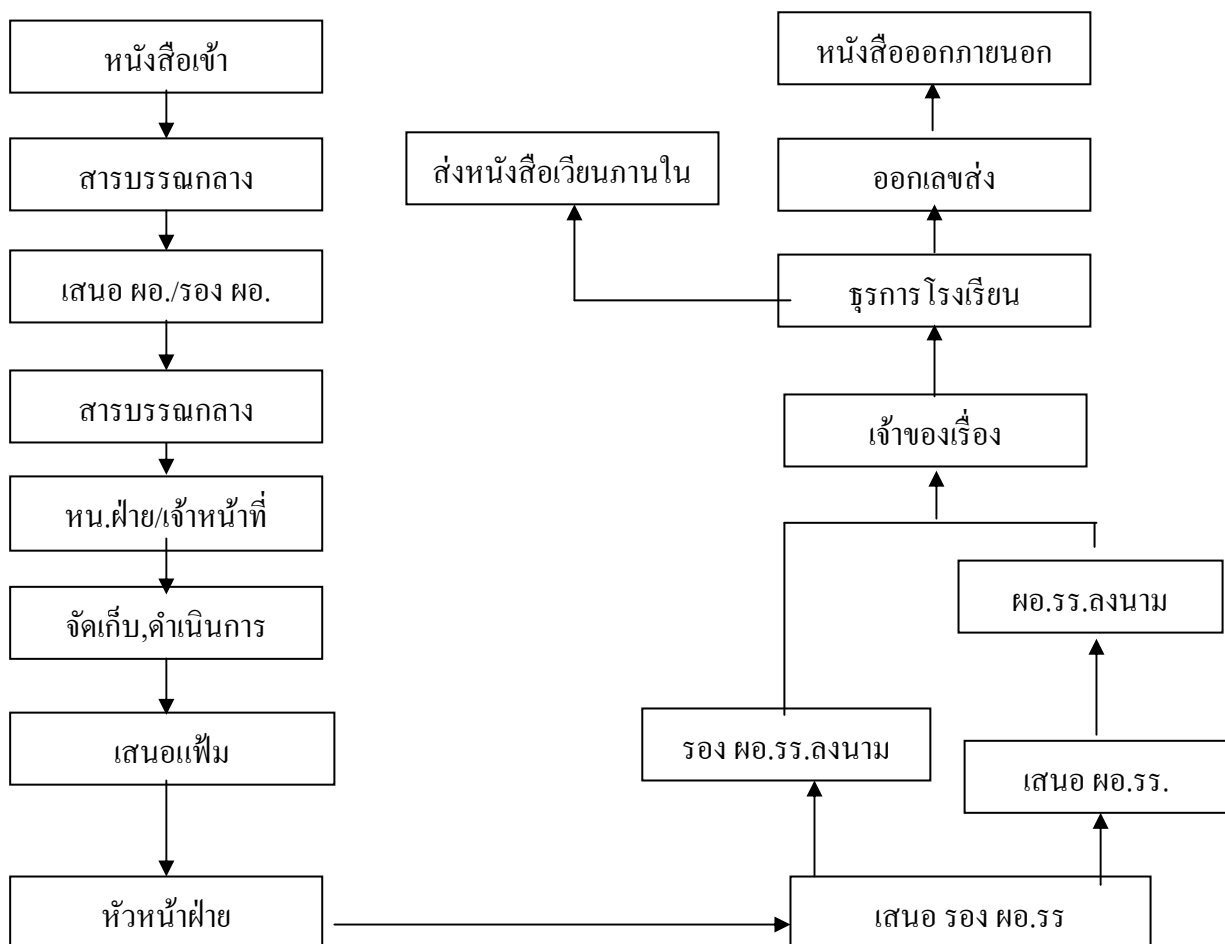 หนังสือเข้า
สารบรรณกลาง
เสนอ ผอ./รอง ผอ.
สารบรรณกลาง
หน.ฝ่าย/เจ้าหน้าที่
จัดเก็บ,ดำเนินการ
เสนอแฟ้ม
หัวหน้าฝ่าย
เสนอ รอง ผอ.รร
รอง ผอ.รร.ลงนาม
เสนอ ผอ.รร.
ผอ.รร.ลงนาม
เจ้าของเรื่อง
ธุรการโรงเรียน
ส่งหนังสือเวียนภานใน
ออกเลขส่ง
หนังสือออกภายนอก